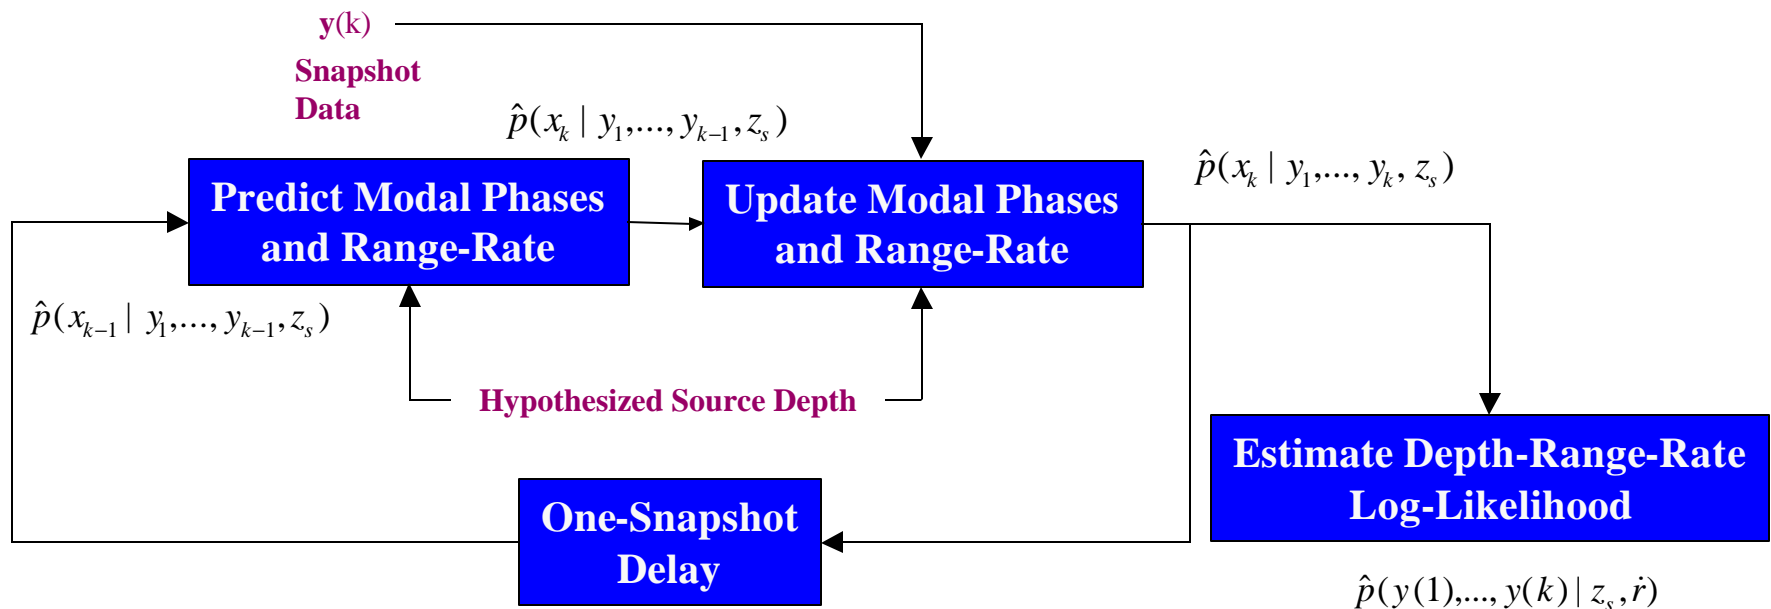 y(k)
Snapshot
Data
p̂(x_k | y_1,..., y_{k−1}, z_s)
p̂(x_k | y_1,..., y_k, z_s)
Predict Modal Phases
and Range-Rate
Update Modal Phases
and Range-Rate
p̂(x_{k−1} | y_1,..., y_{k−1}, z_s)
Hypothesized Source Depth
Estimate Depth-Range-Rate
Log-Likelihood
One-Snapshot
Delay
p̂(y(1),..., y(k) | z_s, ṙ)